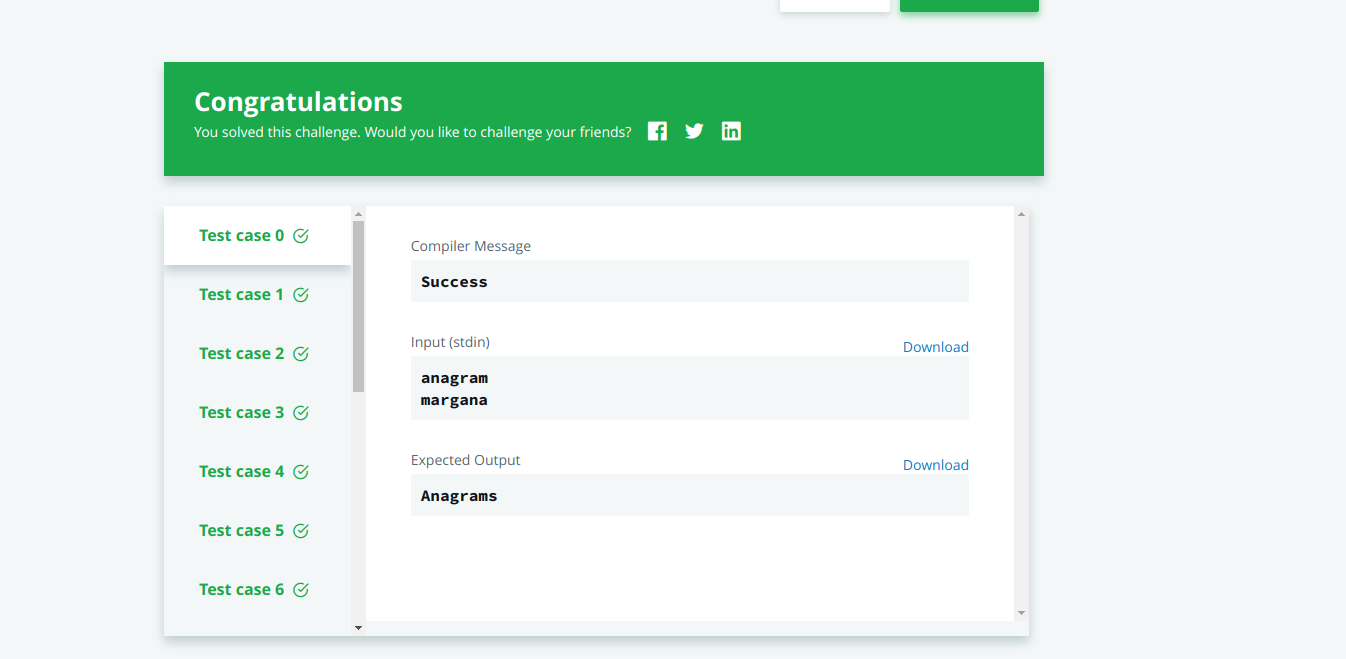 Congratulations
You solved this challenge. Would you like to challenge your friends?
Test case 0
Test case 1
Test case 2
Test case 3
Test case 4
Test case 5
Test case 6
Compiler Message
Success
Input (stdin)
Download
anagram
margana
Expected Output
Download
Anagrams